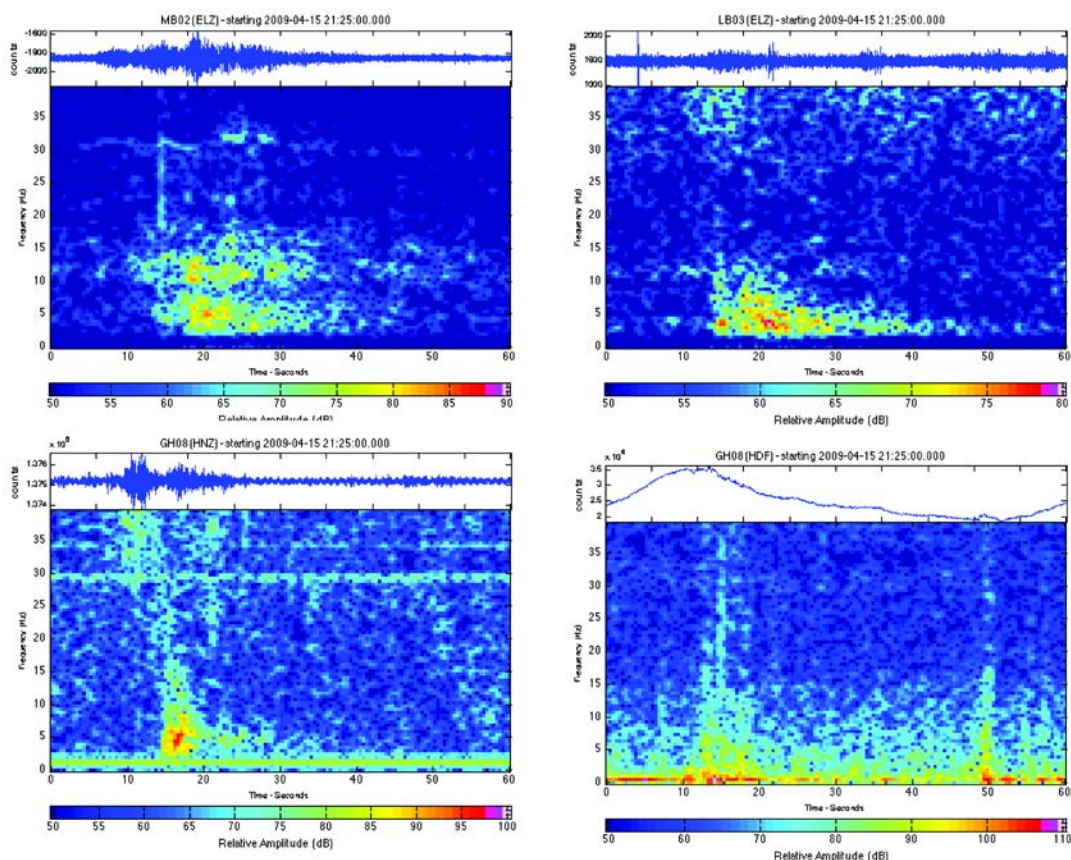 MB02(ELZ) - starting 2009-04-15 21:25:00.000
-1600
-2000
counts
35
30
25
20
15
10
5
0
Frequency (Hz)
0 10 20 30 40 50 60
Time - Seconds
50 55 60 65 70 75 80 85 90
Relative Amplitude (dB)
LB03(ELZ) - starting 2009-04-15 21:25:00.000
2000
counts
35
30
25
20
15
10
5
0
Frequency (Hz)
0 10 20 30 40 50 60
Time - Seconds
50 55 60 65 70 75 80
Relative Amplitude (dB)
GH08(HNZ) - starting 2009-04-15 21:25:00.000
1.376
1.375
1.374
counts
35
30
25
20
15
10
5
0
Frequency (Hz)
0 10 20 30 40 50 60
Time - Seconds
50 55 60 65 70 75 80 85 90 95 100
Relative Amplitude (dB)
GH08(HDF) - starting 2009-04-15 21:25:00.000
3.5
3
2.5
2
counts
35
30
25
20
15
10
5
0
Frequency (Hz)
0 10 20 30 40 50 60
Time - Seconds
50 60 70 80 90 100 110
Relative Amplitude (dB)